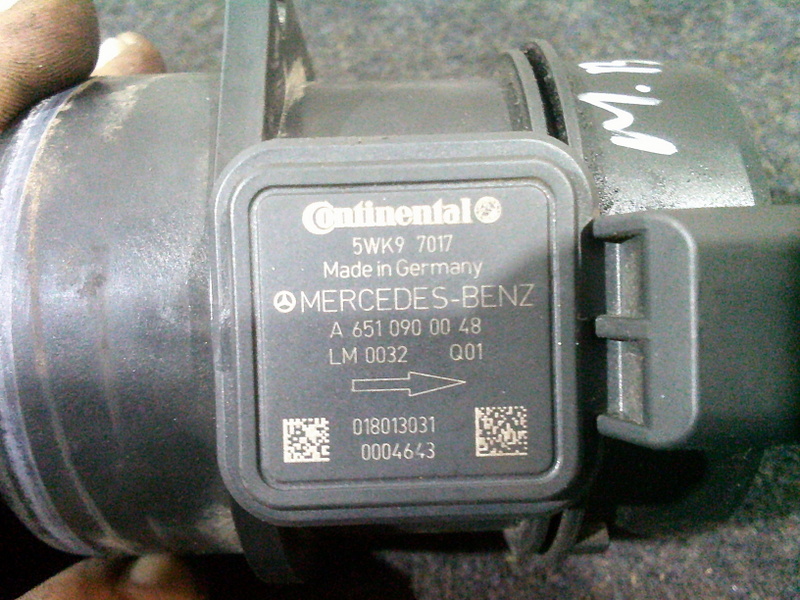 M.B
Continental
5WK9 7017
Made in Germany
MERCEDES-BENZ
A 651 090 00 48
LM 0032 Q01
018013031
0004643